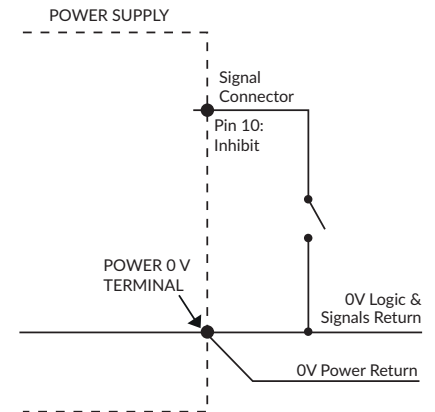 POWER SUPPLY
Signal
Connector
Pin 10:
Inhibit
POWER 0 V
TERMINAL
0V Logic &
Signals Return
0V Power Return